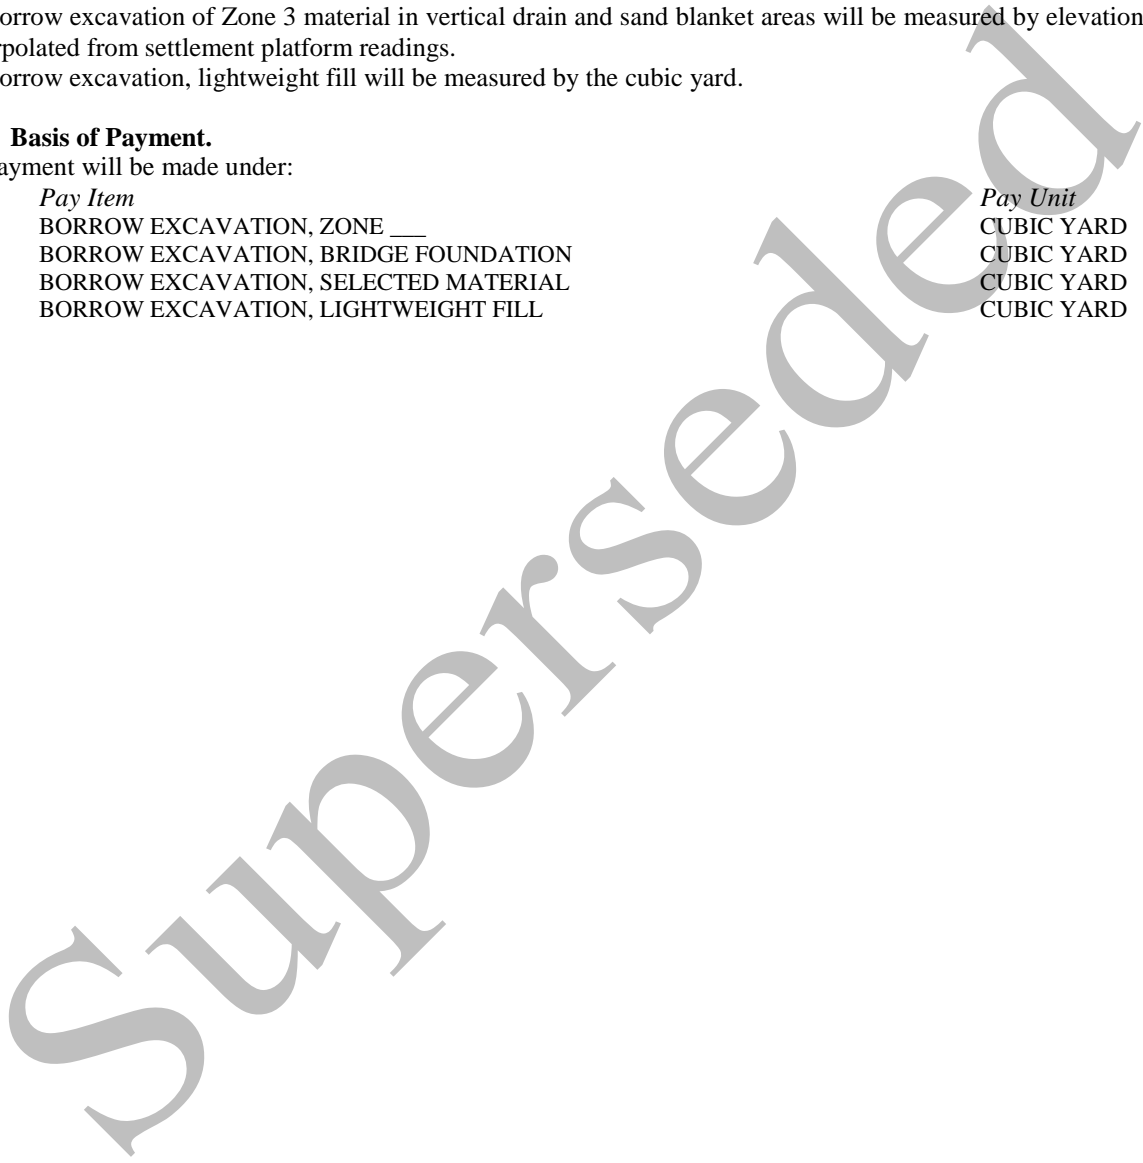 orrow excavation of Zone 3 material in vertical drain and sand blanket areas will be measured by elevation
rpolated from settlement platform readings.
orrow excavation, lightweight fill will be measured by the cubic yard.
Basis of Payment.
ayment will be made under:
Pay Item Pay Unit
BORROW EXCAVATION, ZONE ___ CUBIC YARD
BORROW EXCAVATION, BRIDGE FOUNDATION CUBIC YARD
BORROW EXCAVATION, SELECTED MATERIAL CUBIC YARD
BORROW EXCAVATION, LIGHTWEIGHT FILL CUBIC YARD
Superseded